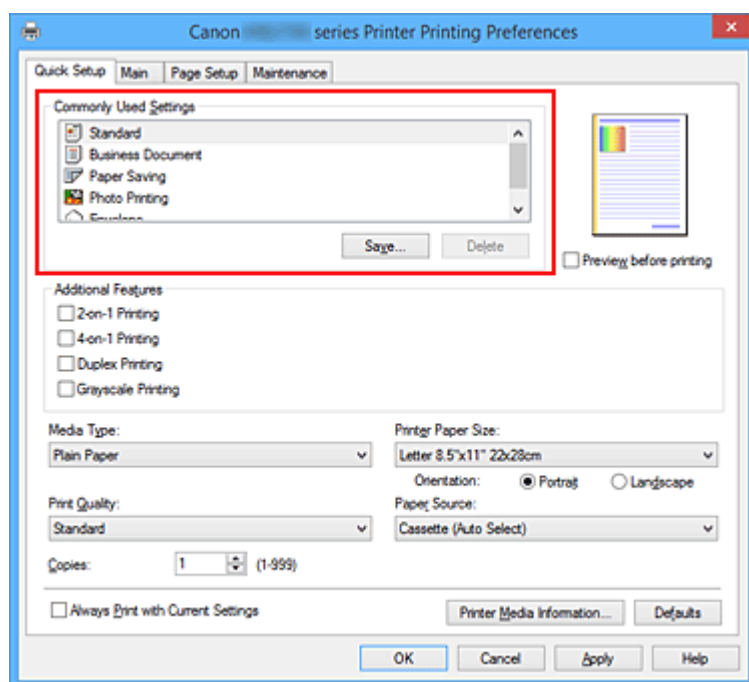 Canon series Printer Printing Preferences
Quick Setup Main Page Setup Maintenance
Commonly Used Settings
Standard
Business Document
Paper Saving
Photo Printing
Envelope
Save... Delete
Preview before printing
Additional Features
2-on-1 Printing
4-on-1 Printing
Duplex Printing
Grayscale Printing
Media Type: Printer Paper Size:
Plain Paper Letter 8.5"x11" 22x28cm
Orientation: Portrait Landscape
Print Quality: Paper Source:
Standard Cassette (Auto Select)
Copies: 1 (1-999)
Always Print with Current Settings Printer Media Information... Defaults
OK Cancel Apply Help